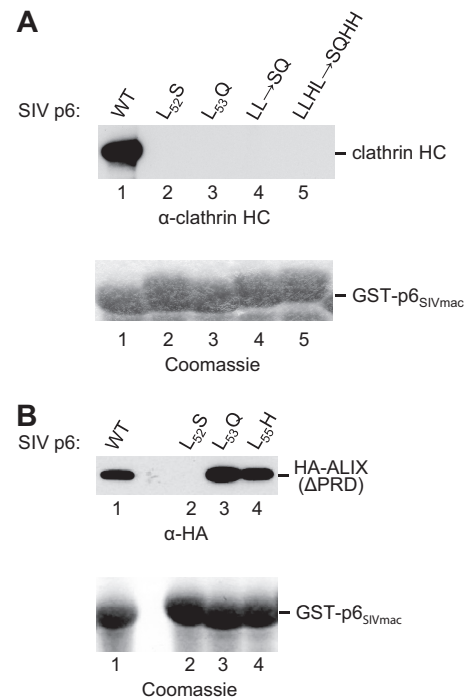 A
SIV p6: WT L52S L53Q LL→SQ LLHL→SQHH
clathrin HC
1 2 3 4 5
α-clathrin HC
GST-p6SIVmac
1 2 3 4 5
Coomassie
B
SIV p6: WT L52S L53Q L55H
HA-ALIX
(ΔPRD)
1 2 3 4
α-HA
GST-p6SIVmac
1 2 3 4
Coomassie